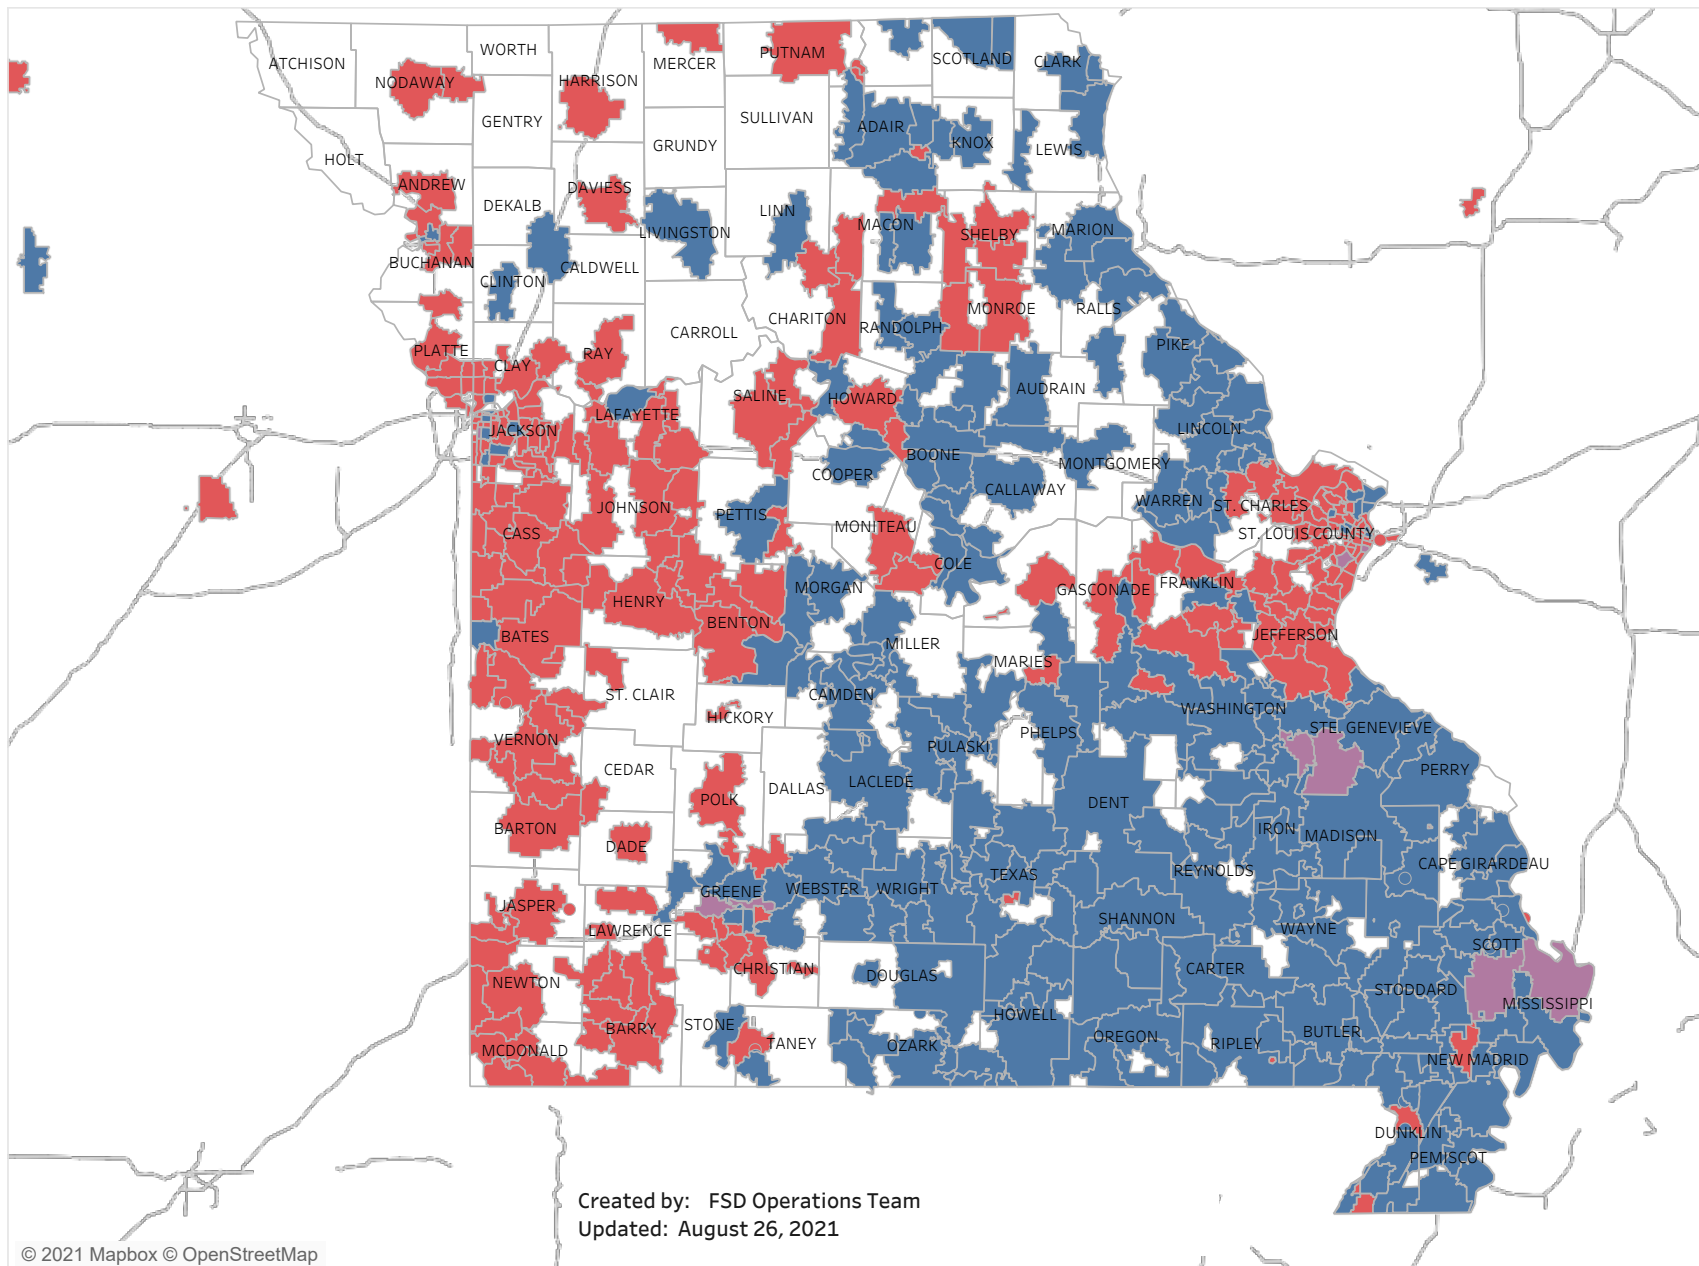 ATCHISON
WORTH
NODAWAY
HARRISON
MERCER
PUTNAM
SCOTLAND
CLARK
GENTRY
SULLIVAN
ADAIR
KNOX
LEWIS
HOLT
GRUNDY
ANDREW
DEKALB
DAVIESS
LINN
LIVINGSTON
MACON
SHELBY
MARION
BUCHANAN
CLINTON
CALDWELL
CHARITON
CARROLL
RANDOLPH
MONROE
RALLS
PIKE
PLATTE
CLAY
RAY
SALINE
HOWARD
AUDRAIN
LAFAYETTE
JACKSON
LINCOLN
COOPER
BOONE
MONTGOMERY
CALLAWAY
WARREN
ST. CHARLES
JOHNSON
PETTIS
MONITEAU
ST. LOUIS COUNTY
CASS
COLE
MORGAN
GASCONADE
FRANKLIN
HENRY
BENTON
BATES
MILLER
JEFFERSON
MARIES
ST. CLAIR
CAMDEN
HICKORY
WASHINGTON
STE. GENEVIEVE
VERNON
PULASKI
PHELPS
CEDAR
LACLEDE
PERRY
POLK
DALLAS
DENT
BARTON
DADE
IRON
MADISON
CAPE GIRARDEAU
REYNOLDS
TEXAS
GREENE
WEBSTER
WRIGHT
JASPER
SHANNON
LAWRENCE
WAYNE
SCOTT
CHRISTIAN
DOUGLAS
CARTER
NEWTON
STODDARD
MISSISSIPPI
BARRY
STONE
TANEY
HOWELL
OZARK
OREGON
RIPLEY
BUTLER
MCDONALD
NEW MADRID
DUNKLIN
PEMISCOT
Created by: FSD Operations Team
Updated: August 26, 2021
© 2021 Mapbox © OpenStreetMap